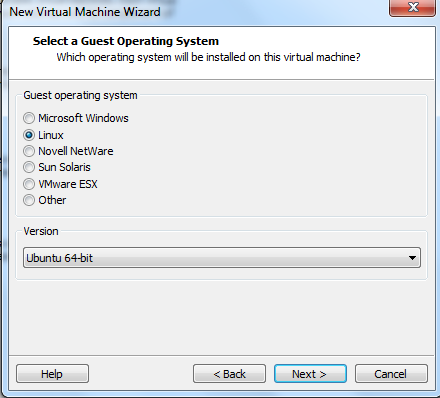 New Virtual Machine Wizard
Select a Guest Operating System
Which operating system will be installed on this virtual machine?
Guest operating system
Microsoft Windows
Linux
Novell NetWare
Sun Solaris
VMware ESX
Other
Version
Ubuntu 64-bit
Help
< Back
Next >
Cancel